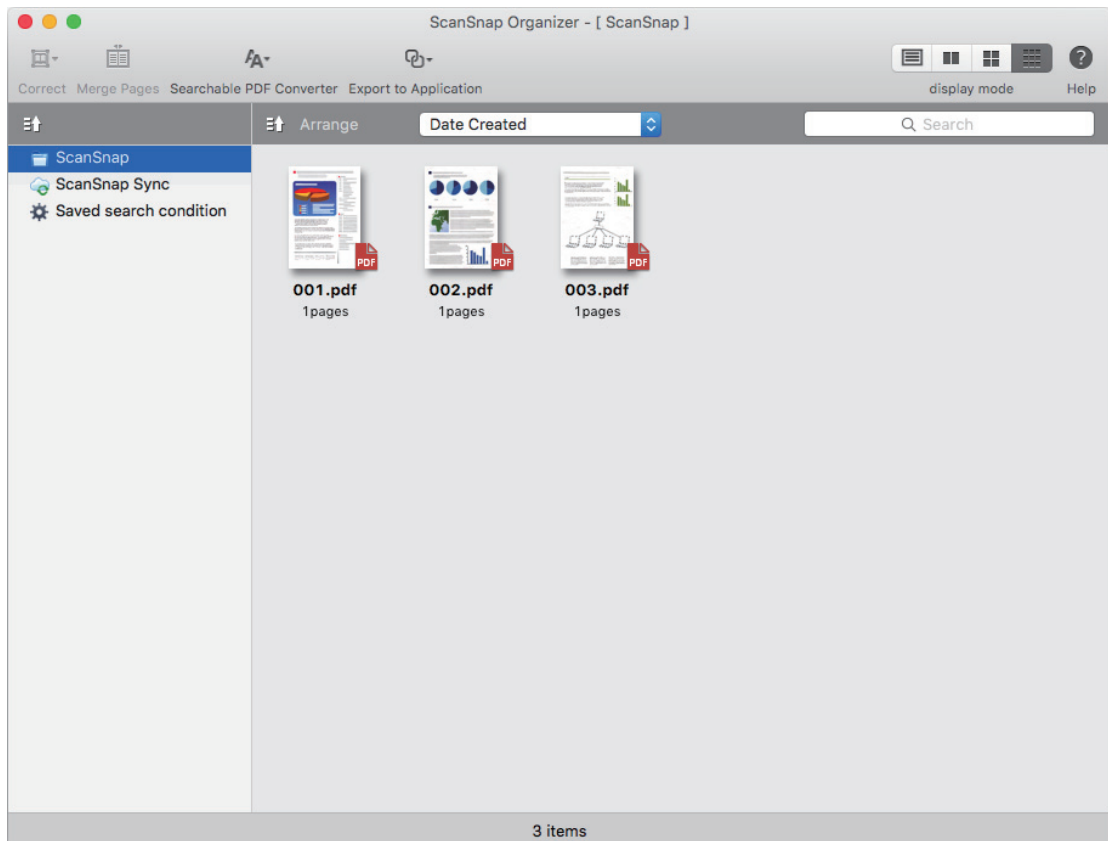 ScanSnap Organizer - [ ScanSnap ]
Correct Merge Pages Searchable PDF Converter Export to Application display mode Help
Arrange Date Created Search
ScanSnap
ScanSnap Sync
Saved search condition
PDF PDF PDF
001.pdf 002.pdf 003.pdf
1pages 1pages 1pages
3 items